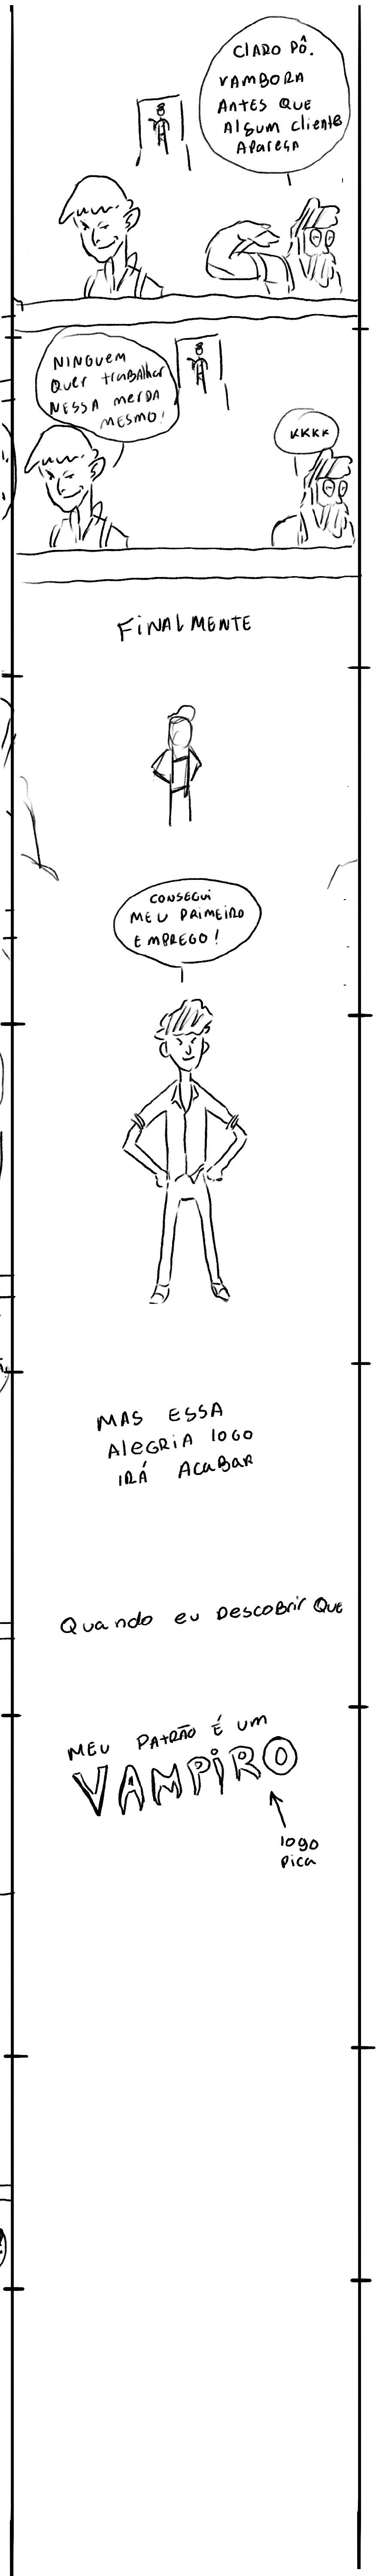 CLARO PÔ.
VAMBORA
ANTES QUE
Algum cliente
APAREÇA
NINGUEM
QUER trabalhar
NESSA MERDA
MESMO!
KKKK
FINALMENTE
CONSEGUI
MEU PRIMEIRO
EMPREGO!
MAS ESSA
AlEGRIA lOGO
IRÁ ACABAR
Quando eu DESCOBRIR QUE
MEU PATRÃO É UM
VAMPIRO
logo
pica